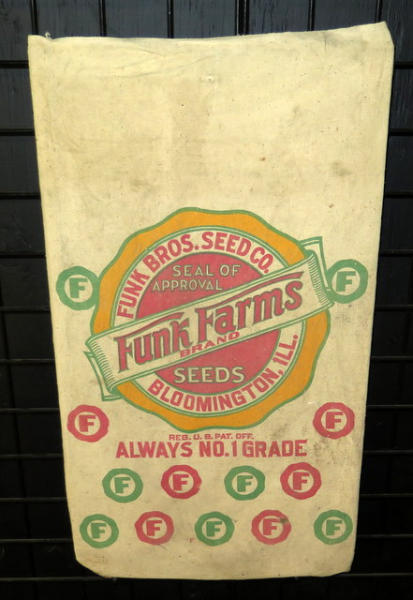 FUNK BROS. SEED CO.
SEAL OF
APPROVAL
Funk Farms
BRAND
SEEDS
BLOOMINGTON, ILL.
F F
F F
REG. U. S. PAT. OFF.
ALWAYS NO. 1 GRADE
F F F F
F F F F F